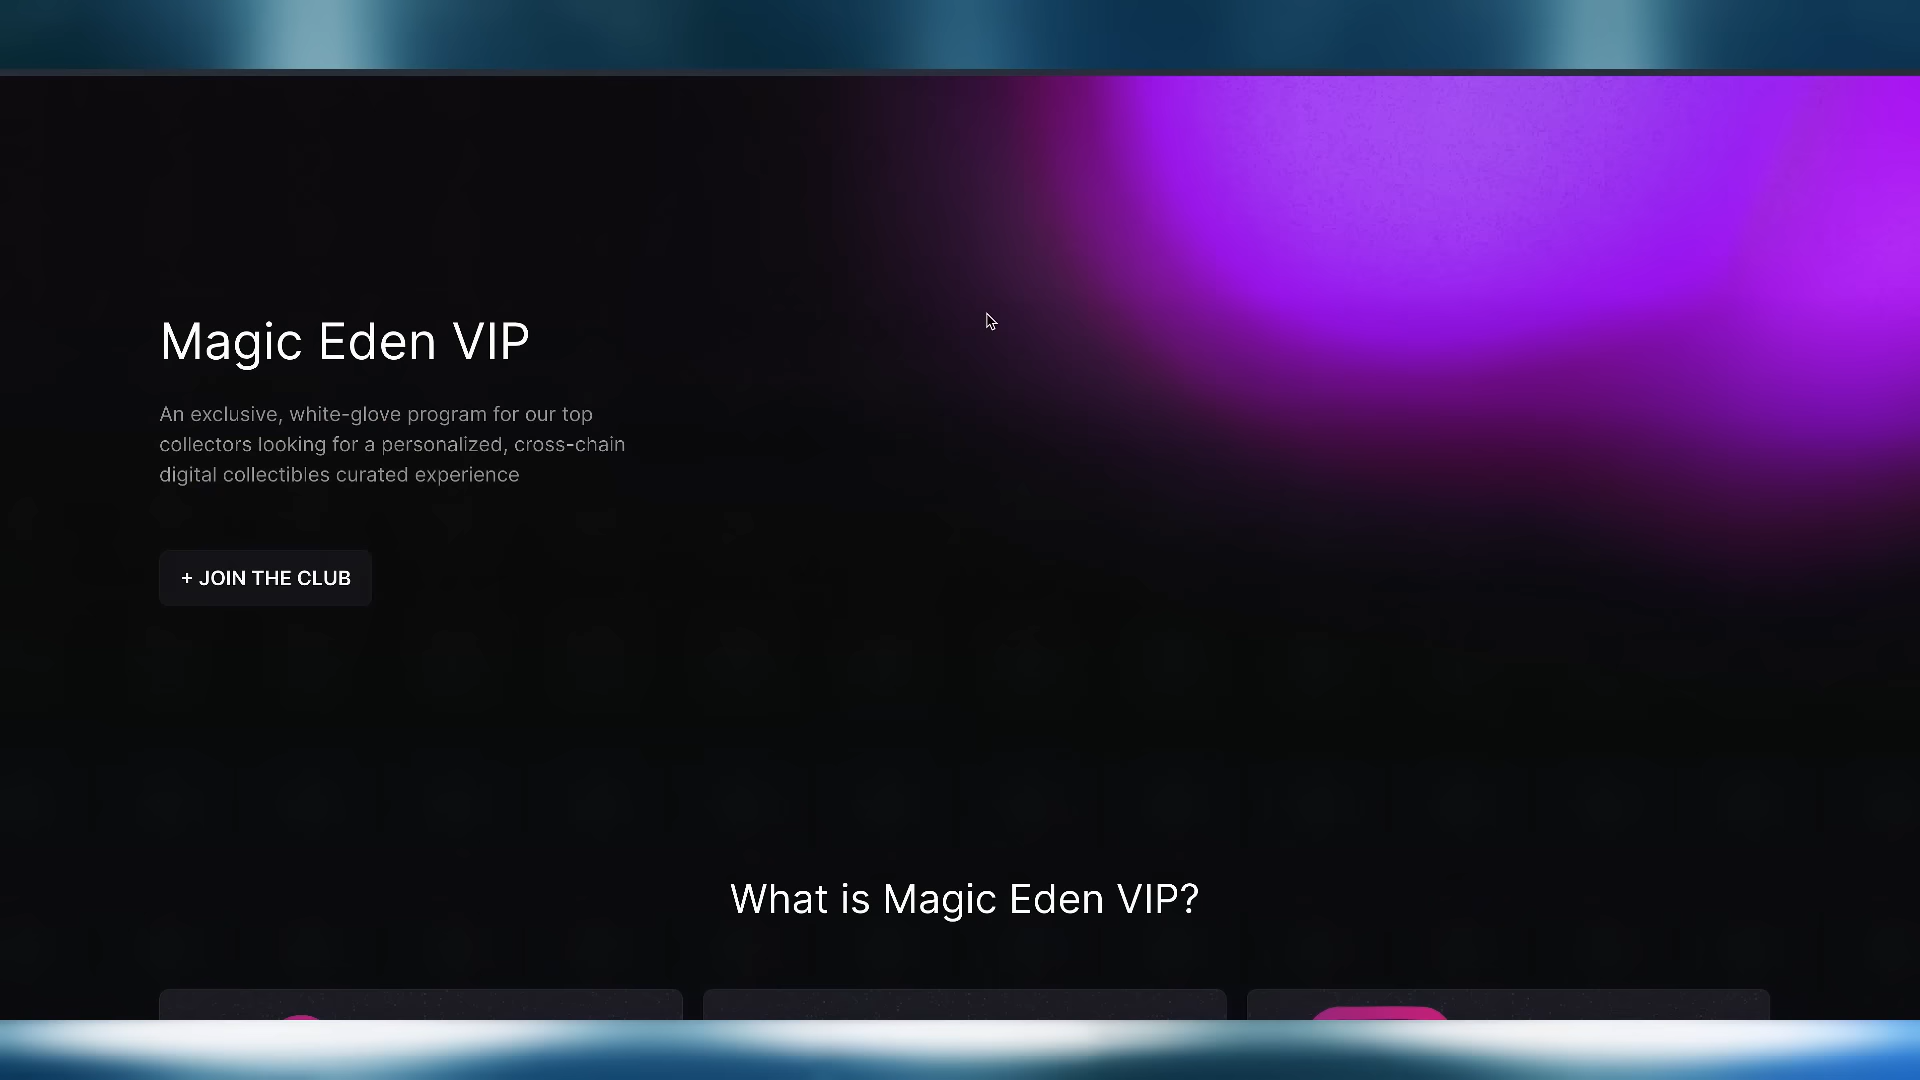 Magic Eden VIP
An exclusive, white-glove program for our top
collectors looking for a personalized, cross-chain
digital collectibles curated experience
+ JOIN THE CLUB
What is Magic Eden VIP?